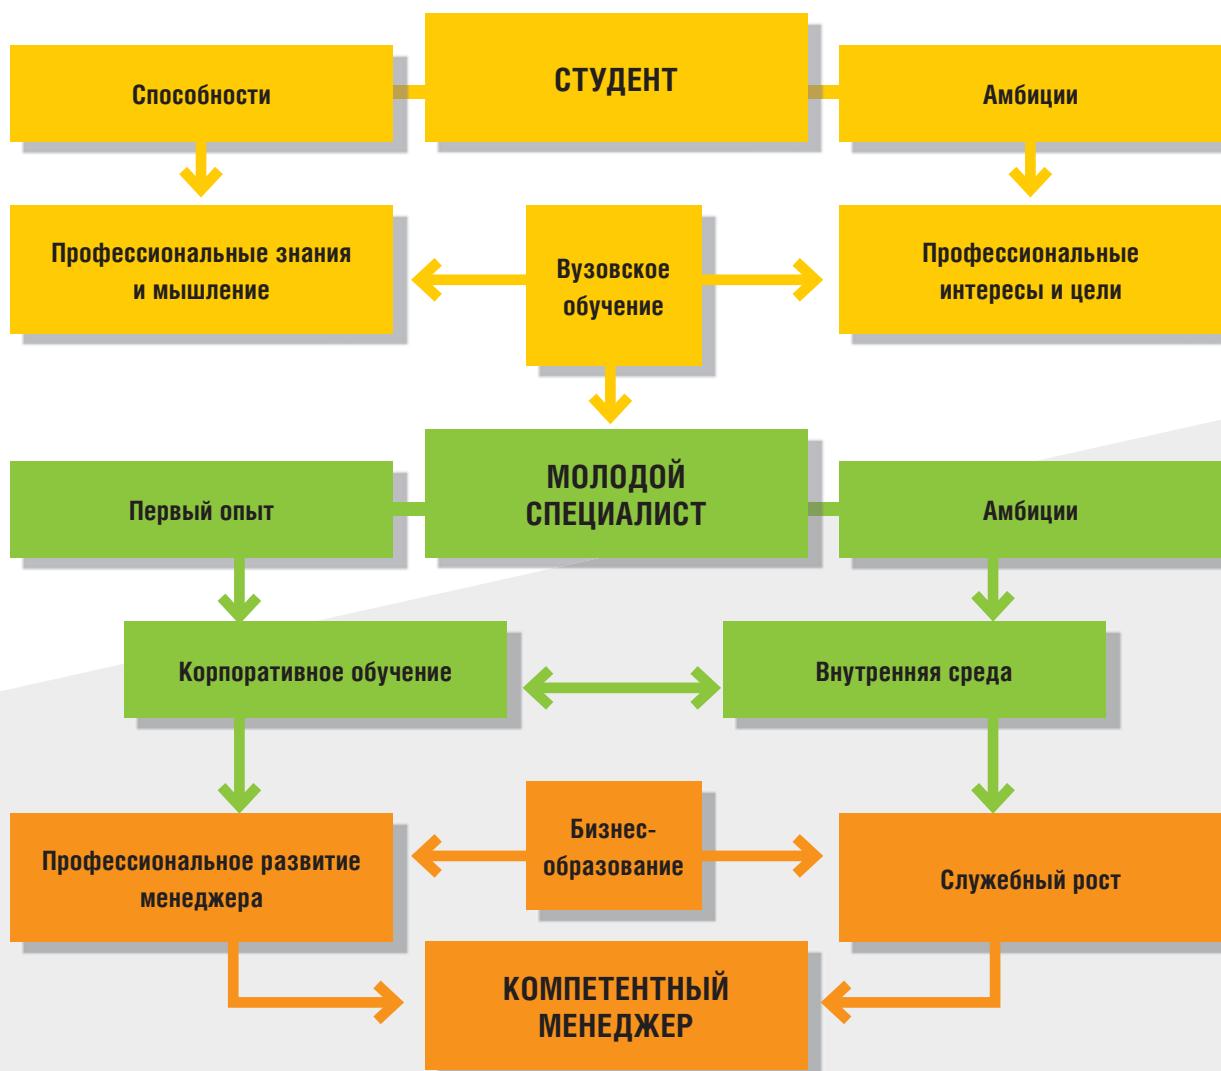 Способности
СТУДЕНТ
Амбиции
Профессиональные знания
и мышление
Вузовское
обучение
Профессиональные
интересы и цели
Первый опыт
МОЛОДОЙ
СПЕЦИАЛИСТ
Амбиции
Корпоративное обучение
Внутренняя среда
Профессиональное развитие
менеджера
Бизнес-
образование
Служебный рост
КОМПЕТЕНТНЫЙ
МЕНЕДЖЕР